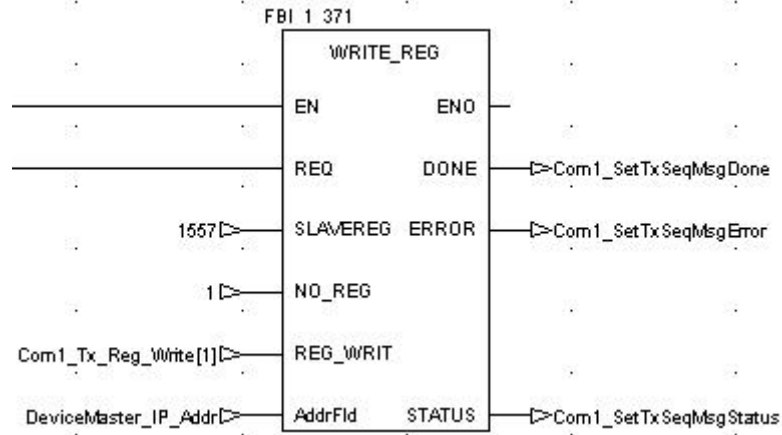 FBI 1 371
WRITE_REG
EN ENO
REQ DONE Com1_SetTxSeqMsgDone
1557 SLAVEREG ERROR Com1_SetTxSeqMsgError
1 NO_REG
Com1_Tx_Reg_Write[1] REG_WRIT
DeviceMaster_IP_Addr AddrFld STATUS Com1_SetTxSeqMsgStatus